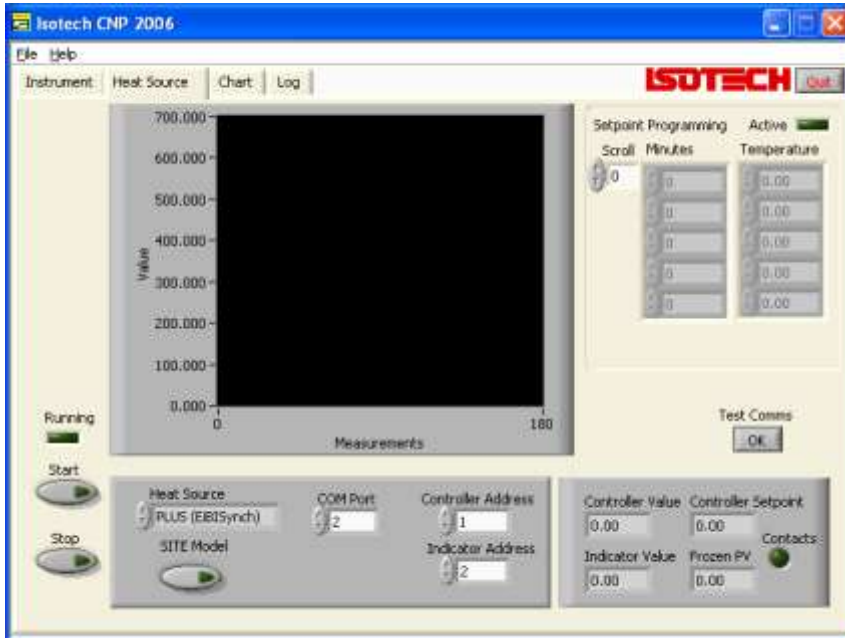 Isotech CNP 2006
File Help
Instrument Heat Source Chart Log
ISOTECH Quit
Setpoint Programming Active
Scroll Minutes Temperature
0 0 0.00
0 0.00
0 0.00
0 0.00
0 0.00
700.000
600.000
500.000
400.000
300.000
200.000
100.000
0.000
Value
0 180
Measurements
Running
Start
Stop
Test Comms
OK
Heat Source COM Port Controller Address
PLUS (EIBISynch) 2 1
SITE Model Indicator Address
2
Controller Value Controller Setpoint
0.00 0.00
Contacts
Indicator Value Frozen PV
0.00 0.00